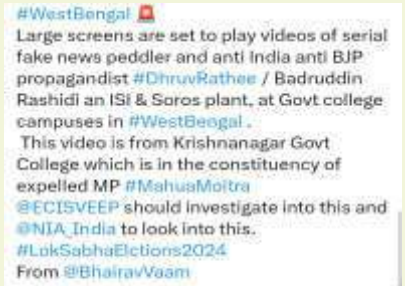 #WestBengal 🚨
Large screens are set to play videos of serial
fake news peddler and anti India anti BJP
propagandist #DhruvRathee / Badruddin
Rashidi an ISI & Soros plant, at Govt college
campuses in #WestBengal .
This video is from Krishnanagar Govt
College which is in the constituency of
expelled MP #MahuaMoitra
@ECISVEEP should investigate into this and
@NIA_India to look into this.
#LokSabhaElctions2024
From @BhairavVaam